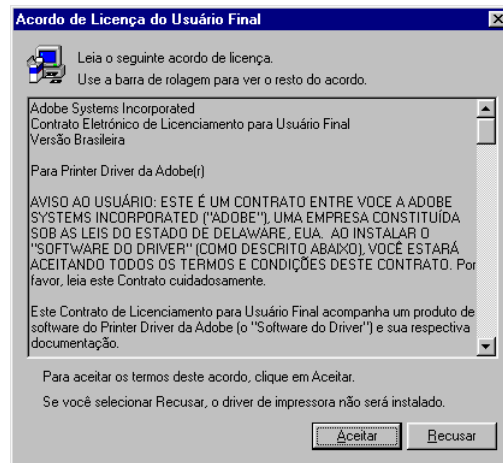 Acordo de Licença do Usuário Final
Leia o seguinte acordo de licença.
Use a barra de rolagem para ver o resto do acordo.
Adobe Systems Incorporated
Contrato Eletrónico de Licenciamento para Usuário Final
Versão Brasileira
Para Printer Driver da Adobe(r)
AVISO AO USUÁRIO: ESTE É UM CONTRATO ENTRE VOCE A ADOBE
SYSTEMS INCORPORATED ("ADOBE"), UMA EMPRESA CONSTITUÍDA
SOB AS LEIS DO ESTADO DE DELAWARE, EUA.  AO INSTALAR O
"SOFTWARE DO DRIVER" (COMO DESCRITO ABAIXO), VOCÊ ESTARÁ
ACEITANDO TODOS OS TERMOS E CONDIÇÕES DESTE CONTRATO. Por
favor, leia este Contrato cuidadosamente.
Este Contrato de Licenciamento para Usuário Final acompanha um produto de
software do Printer Driver da Adobe (o "Software do Driver") e sua respectiva
documentação.
Para aceitar os termos deste acordo, clique em Aceitar.
Se você selecionar Recusar, o driver de impressora não será instalado.
Aceitar Recusar